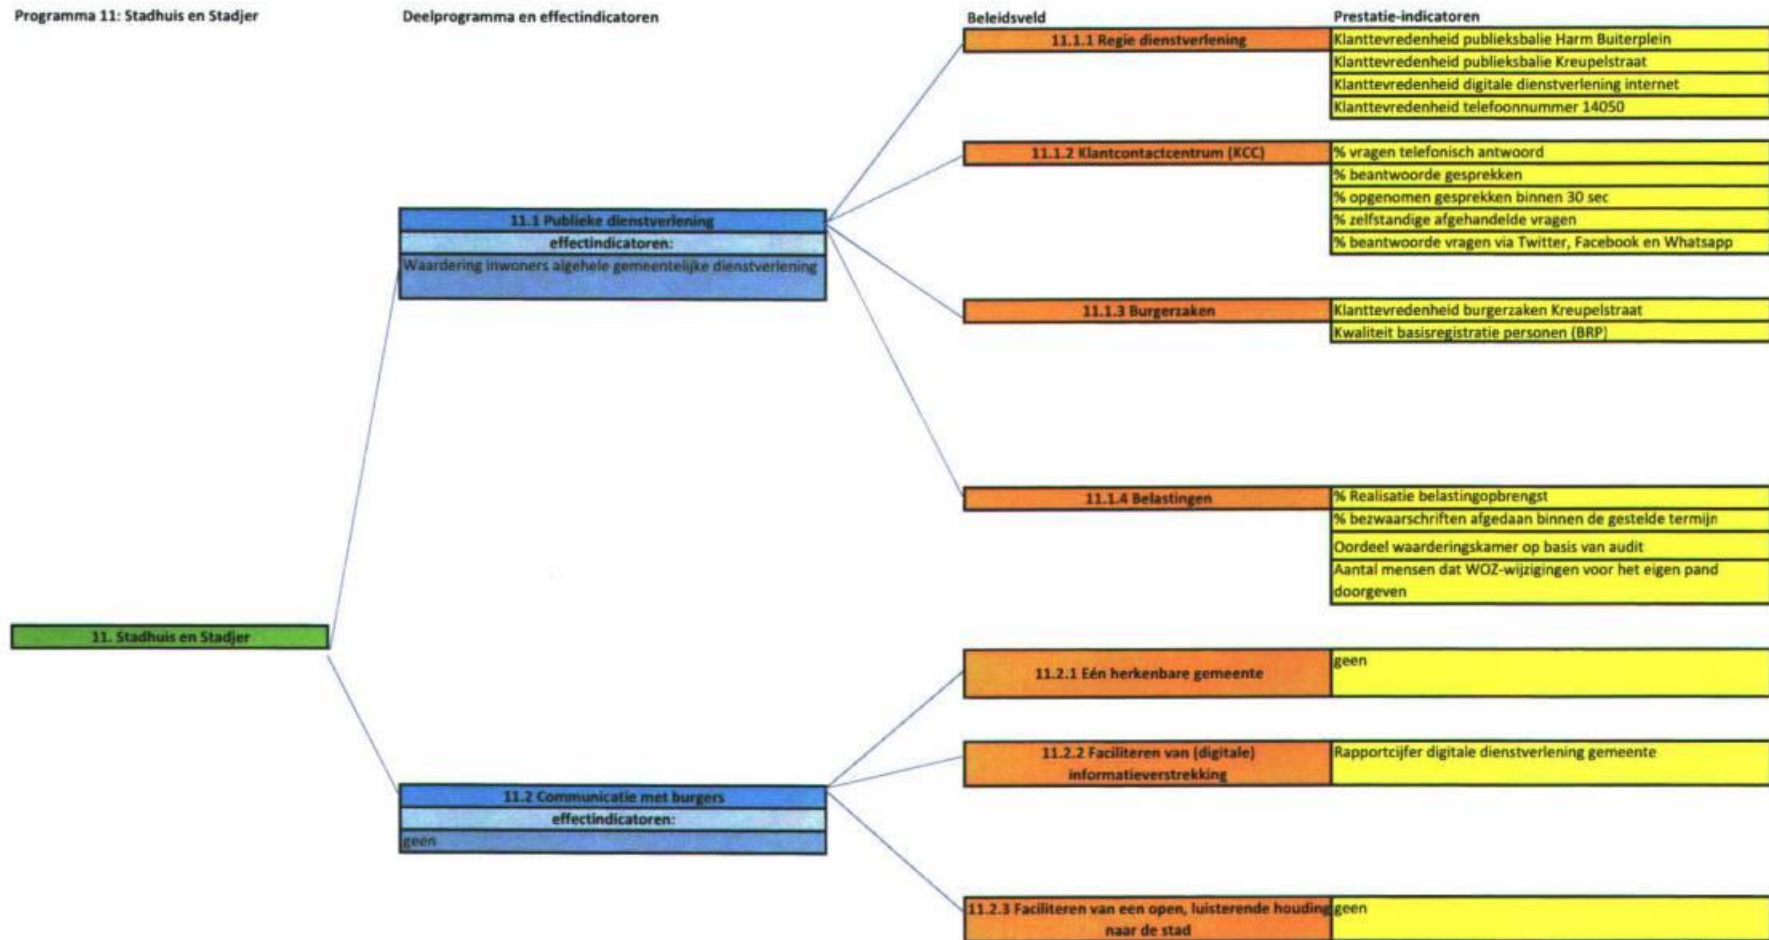 Programma 11: Stadhuis en Stadjer
Deelprogramma en effectindicatoren
Beleidsveld
Prestatie-indicatoren
11.1.1 Regie dienstverlening
Klanttevredenheid publieksbalie Harm Buiterplein
Klanttevredenheid publieksbalie Kreupelstraat
Klanttevredenheid digitale dienstverlening internet
Klanttevredenheid telefoonnummer 14050
11.1.2 Klantcontactcentrum (KCC)
% vragen telefonisch antwoord
% beantwoorde gesprekken
% opgenomen gesprekken binnen 30 sec
% zelfstandige afgehandelde vragen
% beantwoorde vragen via Twitter, Facebook en Whatsapp
11.1 Publieke dienstverlening
effectindicatoren:
Waardering inwoners algehele gemeentelijke dienstverlening
11.1.3 Burgerzaken
Klanttevredenheid burgerzaken Kreupelstraat
Kwaliteit basisregistratie personen (BRP)
11.1.4 Belastingen
% Realisatie belastingopbrengst
% bezwaarschriften afgedaan binnen de gestelde termijn
Oordeel waarderingskamer op basis van audit
Aantal mensen dat WOZ-wijzigingen voor het eigen pand
doorgeven
11. Stadhuis en Stadjer
11.2.1 Eén herkenbare gemeente
geen
11.2.2 Faciliteren van (digitale)
informatieverstrekking
Rapportcijfer digitale dienstverlening gemeente
11.2 Communicatie met burgers
effectindicatoren:
geen
11.2.3 Faciliteren van een open, luisterende houding
naar de stad
geen